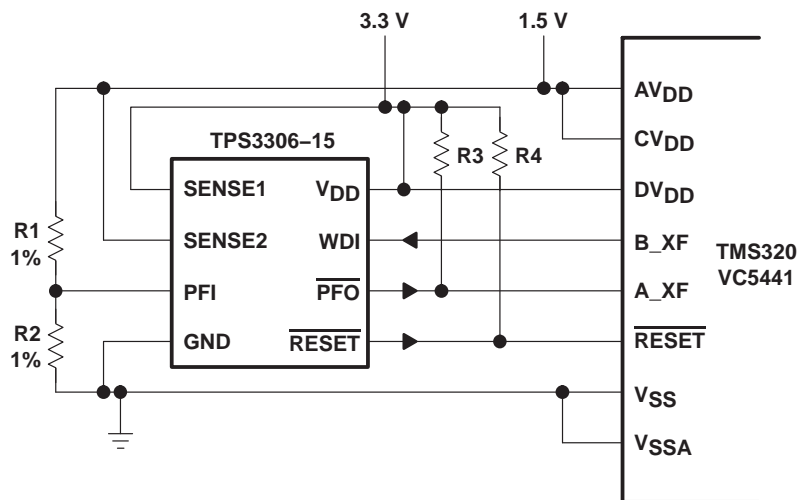 3.3 V
1.5 V
AVDD
CVDD
DVDD
B_XF
A_XF
RESET
VSS
VSSA
TMS320
VC5441
TPS3306–15
SENSE1
SENSE2
PFI
GND
VDD
WDI
PFO
RESET
R3
R4
R1
1%
R2
1%